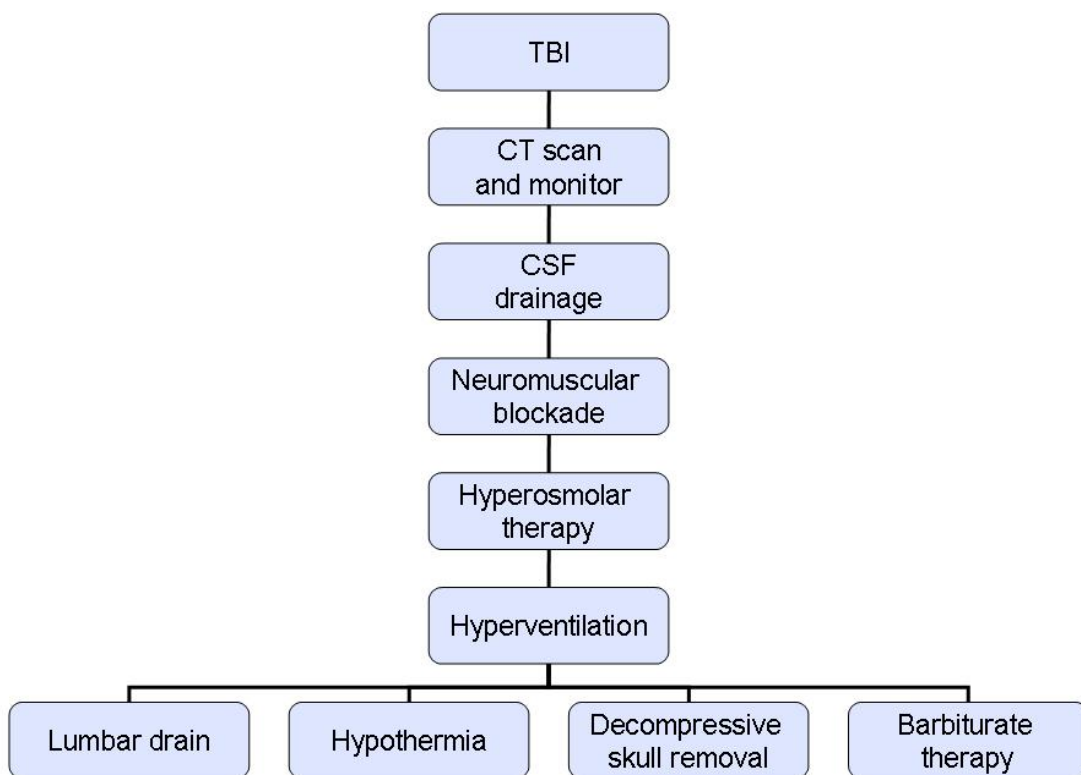 TBI
CT scan
and monitor
CSF
drainage
Neuromuscular
blockade
Hyperosmolar
therapy
Hyperventilation
Lumbar drain
Hypothermia
Decompressive
skull removal
Barbiturate
therapy